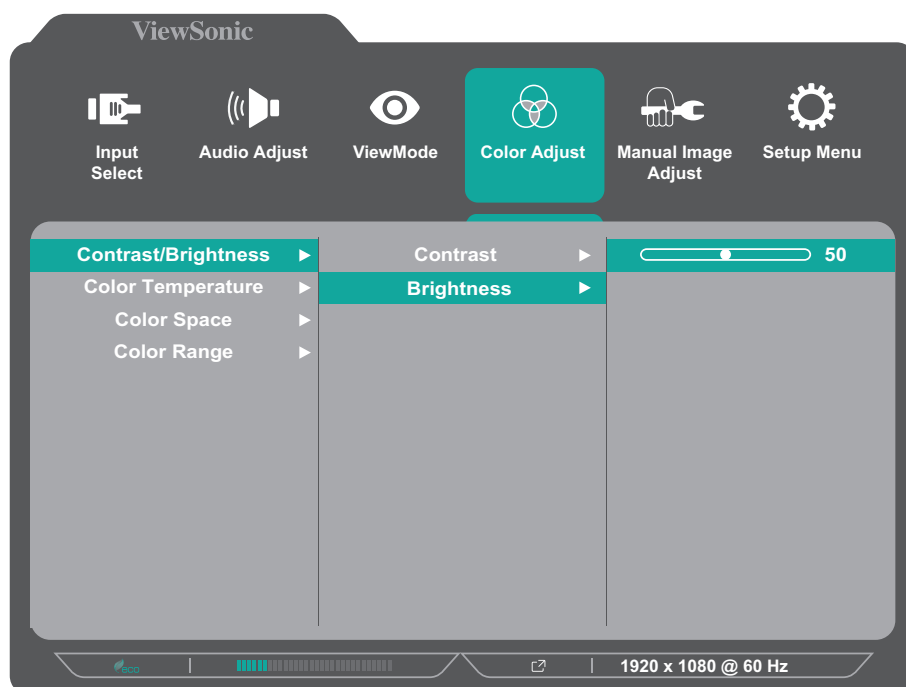 ViewSonic
Input
Select
Audio Adjust
ViewMode
Color Adjust
Manual Image
Adjust
Setup Menu
Contrast/Brightness
Color Temperature
Color Space
Color Range
Contrast
Brightness
50
eco
1920 x 1080 @ 60 Hz